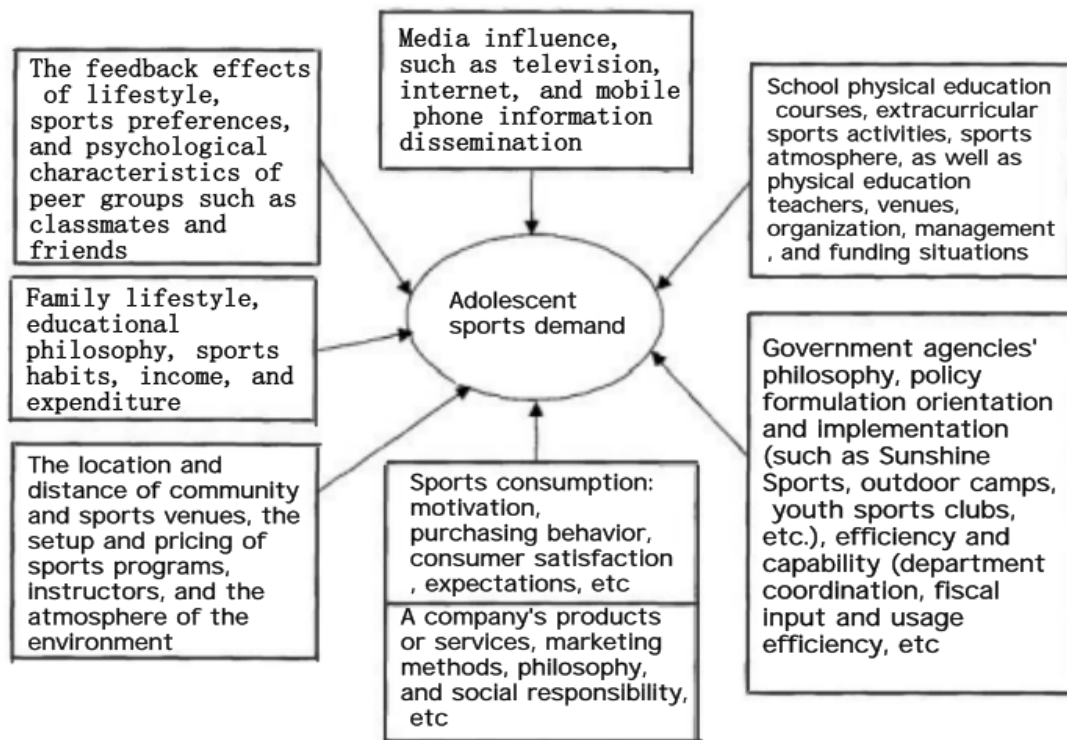 The feedback effects
of lifestyle,
sports preferences,
and psychological
characteristics of
peer groups such as
classmates and
friends
Media influence,
such as television,
internet, and mobile
phone information
dissemination
School physical education
courses, extracurricular
sports activities, sports
atmosphere, as well as
physical education
teachers, venues,
organization, management
, and funding situations
Family lifestyle,
educational
philosophy, sports
habits, income, and
expenditure
Adolescent
sports demand
Government agencies'
philosophy, policy
formulation orientation
and implementation
(such as Sunshine
Sports, outdoor camps,
youth sports clubs,
etc.), efficiency and
capability (department
coordination, fiscal
input and usage
efficiency, etc
The location and
distance of community
and sports venues, the
setup and pricing of
sports programs,
instructors, and the
atmosphere of the
environment
Sports consumption:
motivation,
purchasing behavior,
consumer satisfaction
, expectations, etc
A company's products
or services, marketing
methods, philosophy,
and social responsibility,
etc